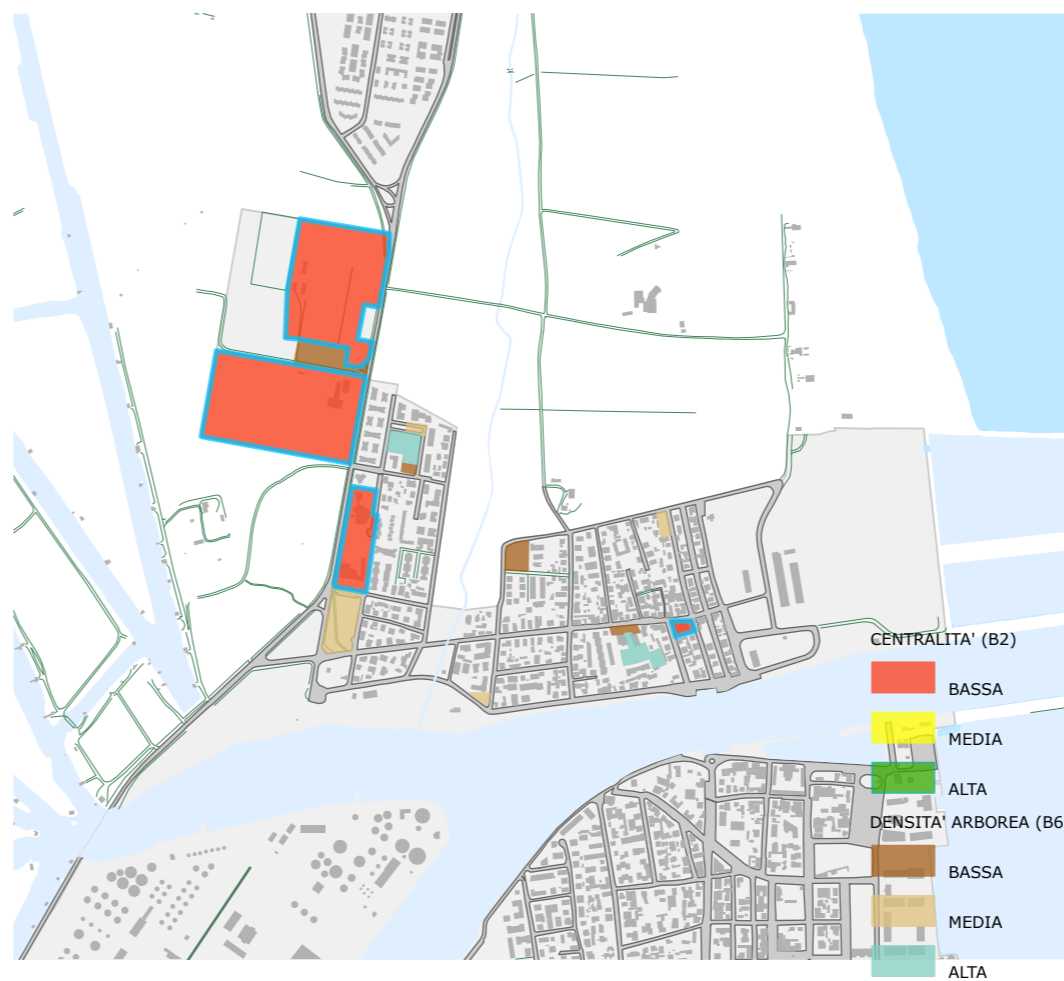 CENTRALITA' (B2)
BASSA
MEDIA
ALTA
DENSITA' ARBOREA (B6
BASSA
MEDIA
ALTA